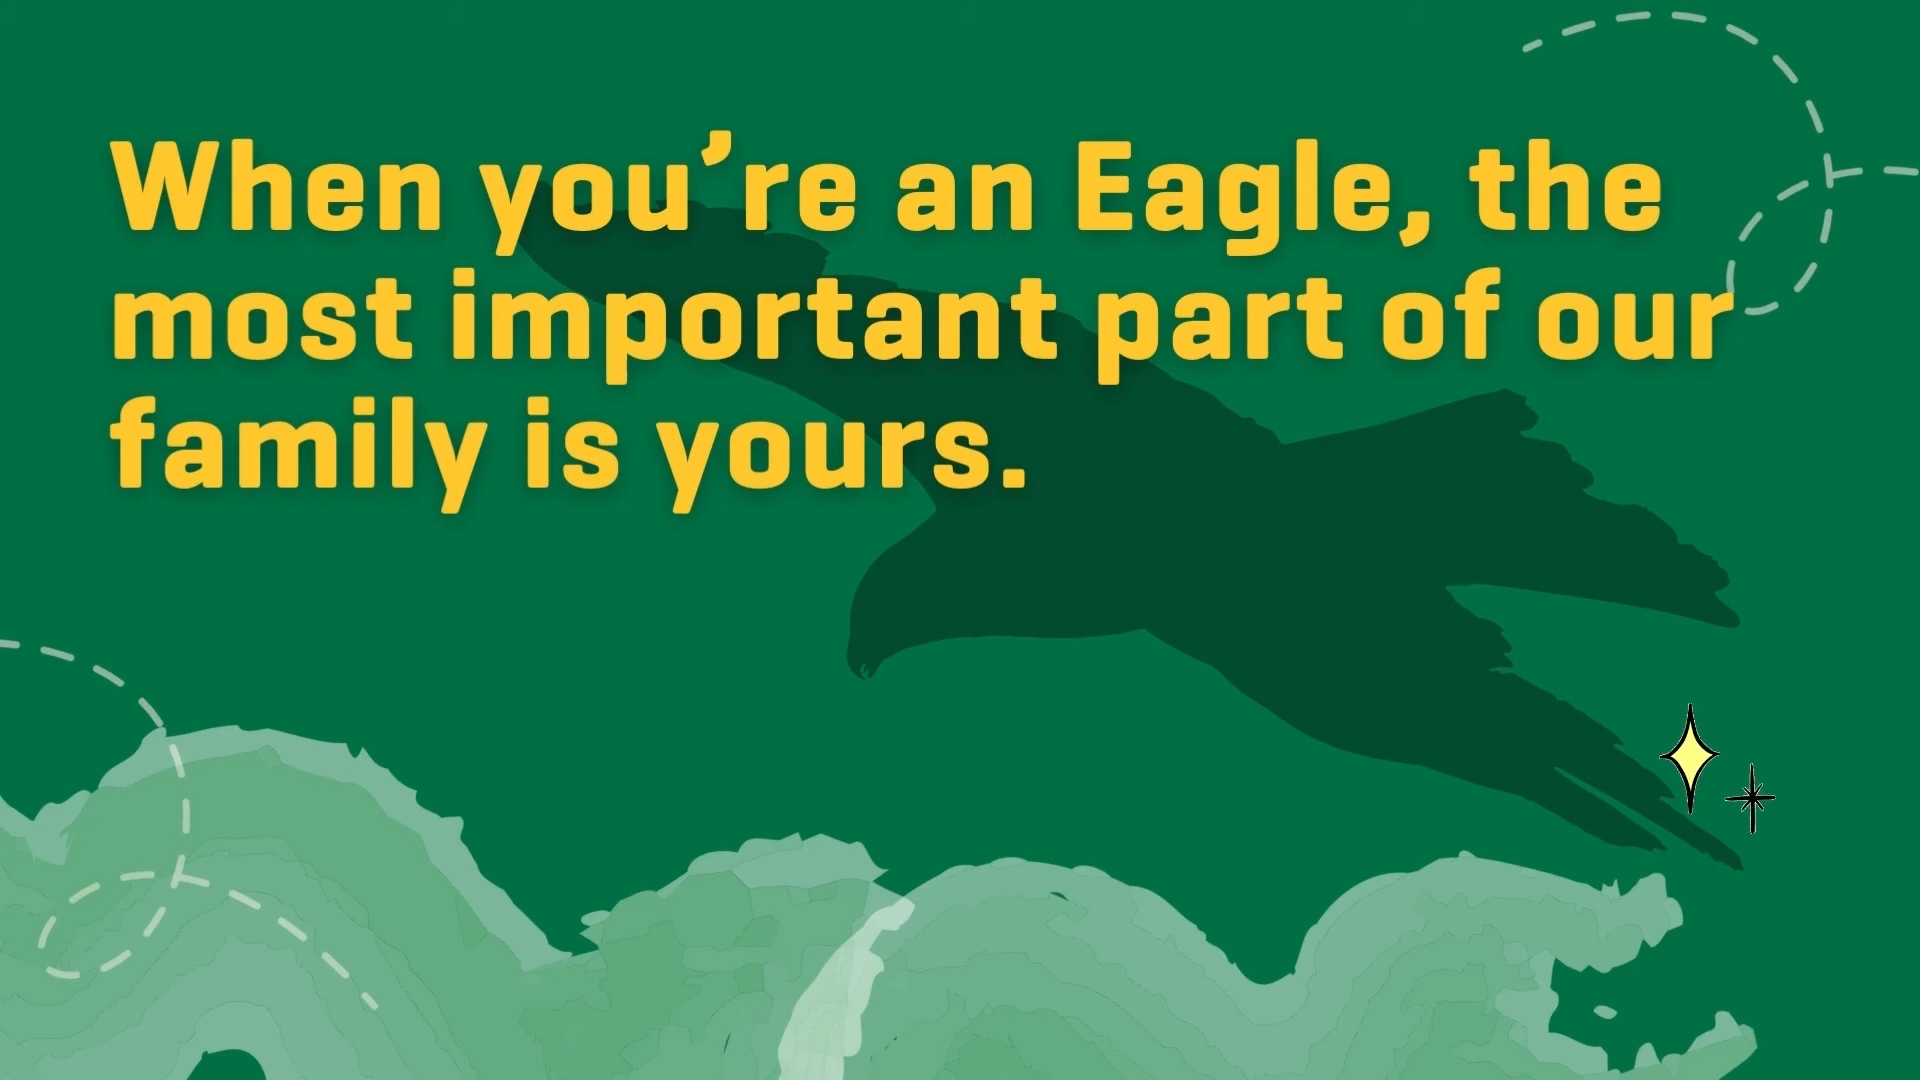 When you’re an Eagle, the
most important part of our
family is yours.